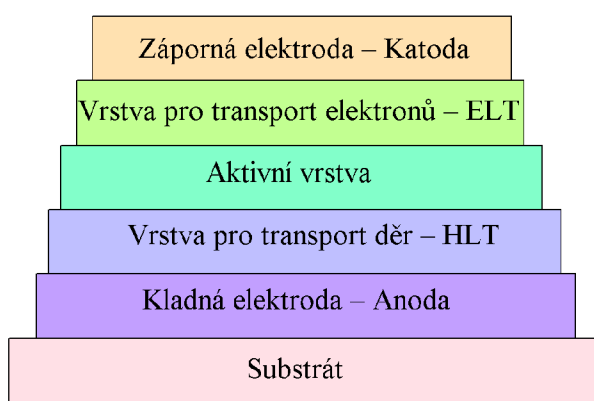 Záporná elektroda – Katoda
Vrstva pro transport elektronů – ELT
Aktivní vrstva
Vrstva pro transport děr – HLT
Kladná elektroda – Anoda
Substrát